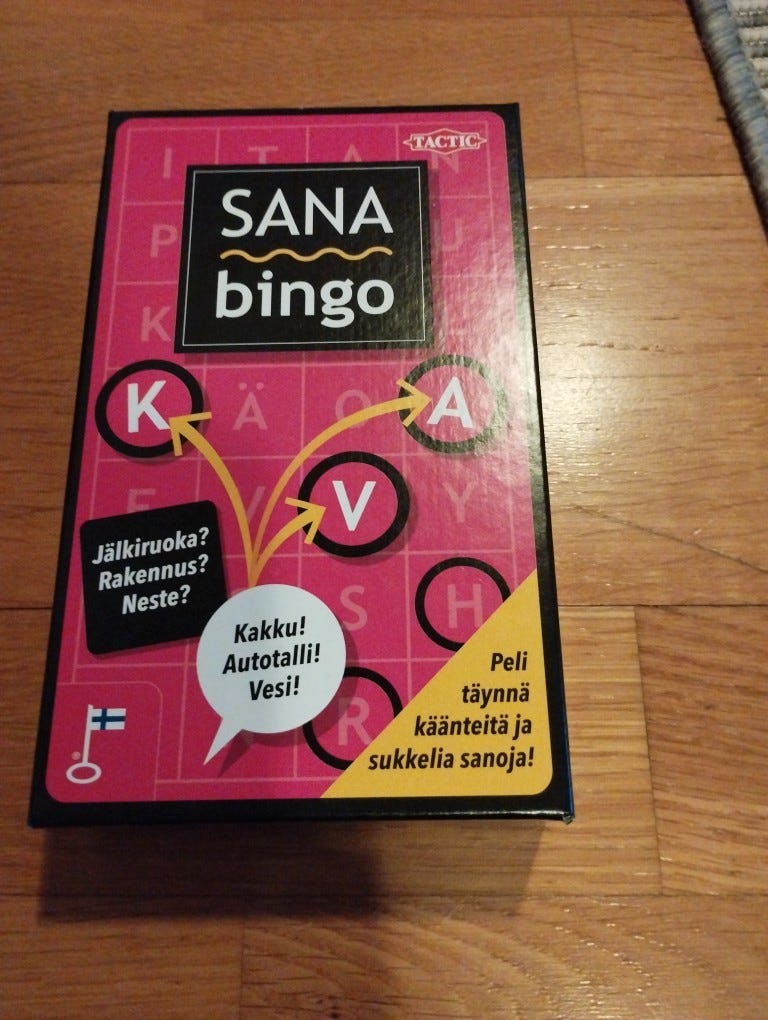 TACTIC
I T A N
SANA
bingo
P U
K
K Ä O A
E V V Y
Jälkiruoka?
Rakennus?
Neste?
S H
Kakku!
Autotalli!
Vesi!
R
Peli
täynnä
käänteitä ja
sukkelia sanoja!